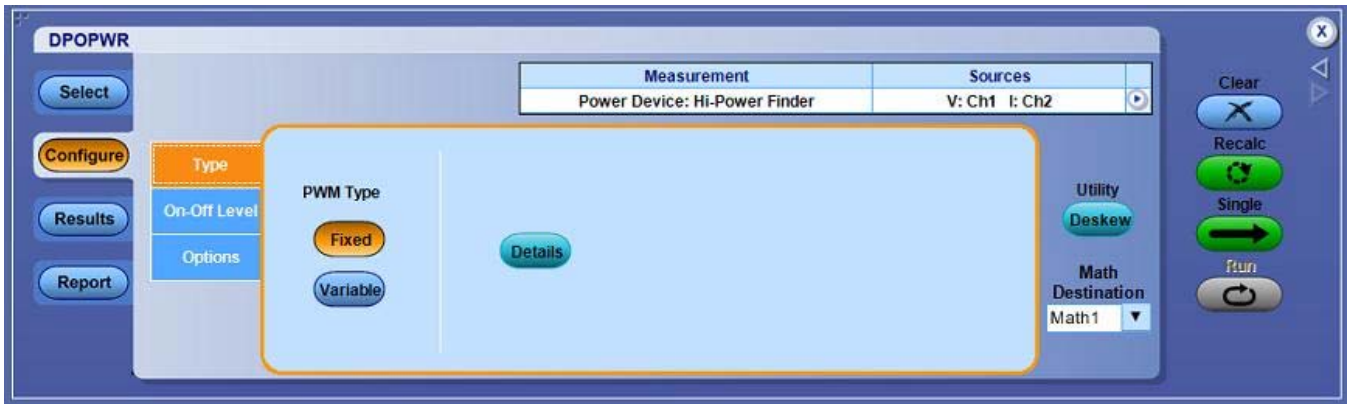 DPOPWR
Select
Configure
Results
Report
Measurement Sources
Power Device: Hi-Power Finder V: Ch1 I: Ch2
Type
On-Off Level
Options
PWM Type
Fixed
Variable
Details
Utility
Deskew
Math
Destination
Math1
X
Clear
Recalc
Single
Run